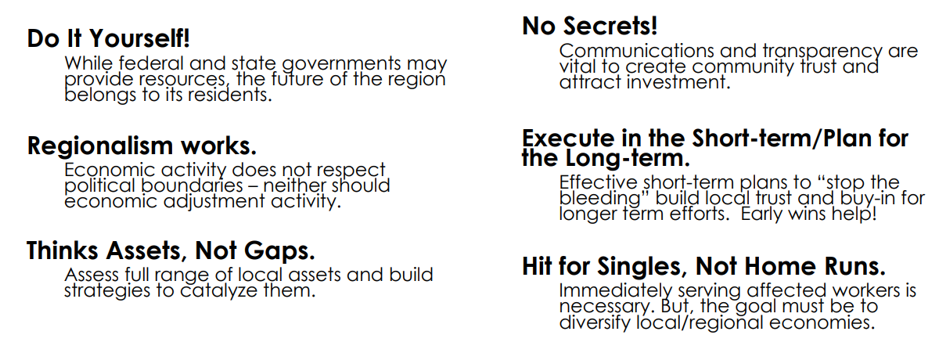 Do It Yourself!
While federal and state governments may
provide resources, the future of the region
belongs to its residents.
Regionalism works.
Economic activity does not respect
political boundaries – neither should
economic adjustment activity.
Thinks Assets, Not Gaps.
Assess full range of local assets and build
strategies to catalyze them.
No Secrets!
Communications and transparency are
vital to create community trust and
attract investment.
Execute in the Short-term/Plan for
the Long-term.
Effective short-term plans to “stop the
bleeding” build local trust and buy-in for
longer term efforts.  Early wins help!
Hit for Singles, Not Home Runs.
Immediately serving affected workers is
necessary. But, the goal must be to
diversify local/regional economies.